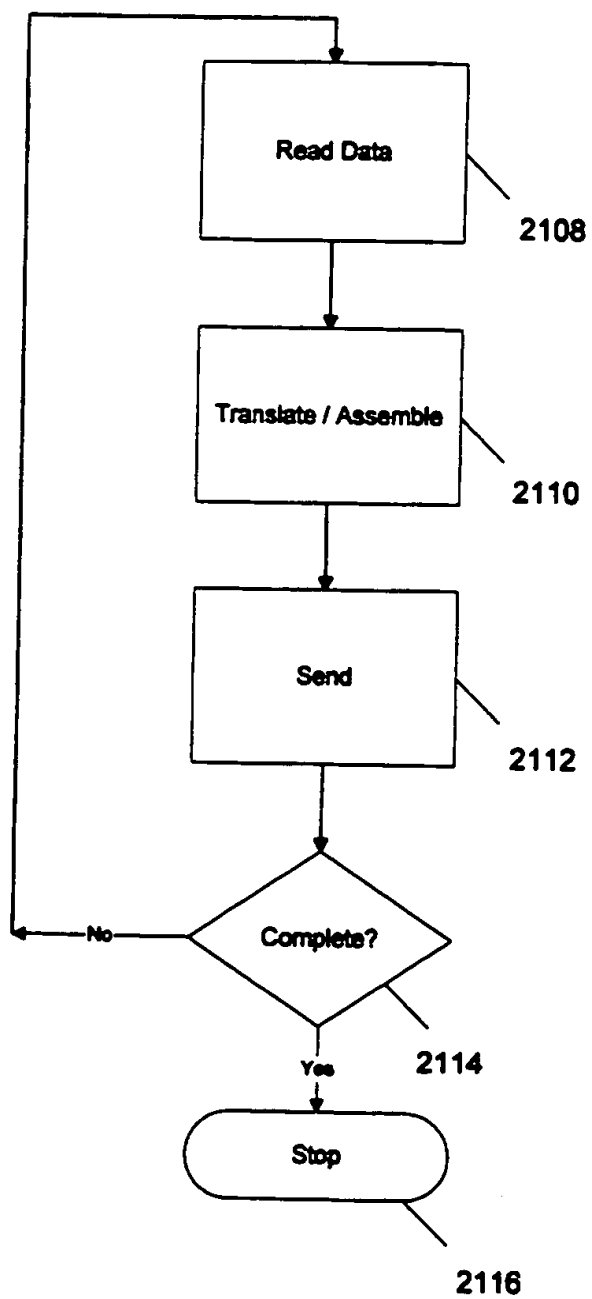 Read Data
2108
Translate / Assemble
2110
Send
2112
Complete?
No
2114
Yes
Stop
2116